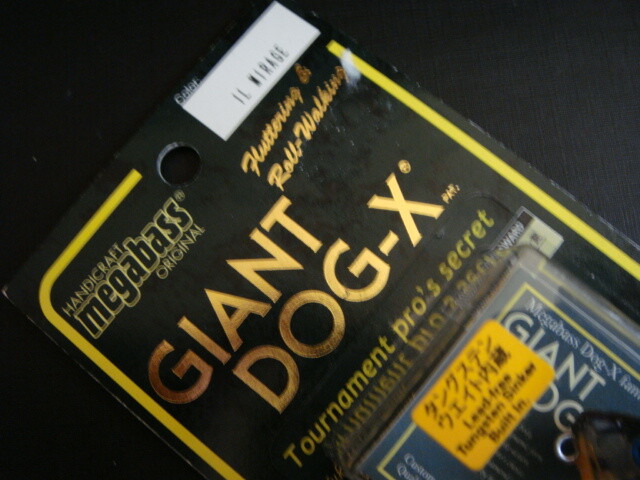 Color:
IL MIRAGE
Fluttering &
Roll-Walking
HANDICRAFT
megabass®
ORIGINAL
GIANT
DOG-X®
PAT.
Tournament pro's secret
Megabass Dog-X
GIANT
DOG
タングステン
ウエイト内蔵
Lead-free
Tungsten-Sinker
Built in.